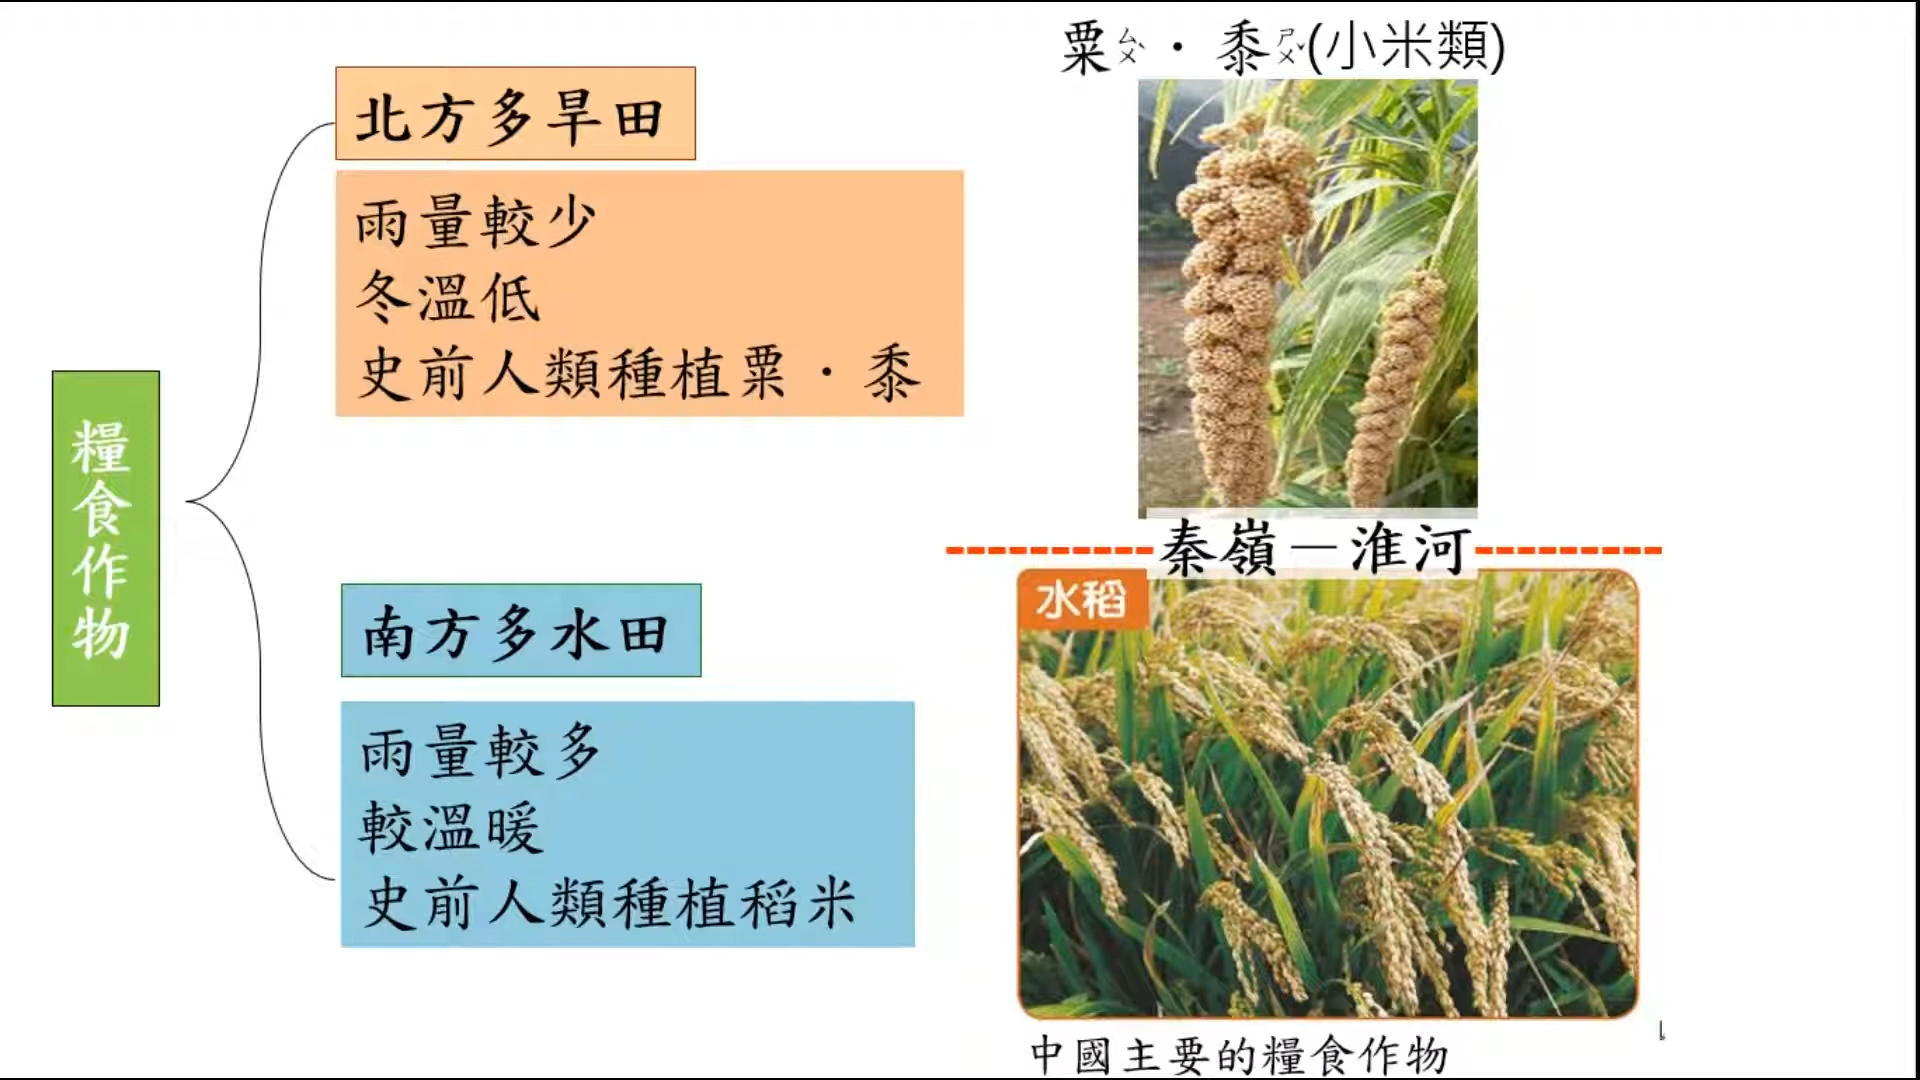 糧食作物
北方多旱田
雨量較少
冬溫低
史前人類種植粟·黍
南方多水田
雨量較多
較溫暖
史前人類種植稻米
粟ㄙㄨˋ·黍ㄕㄨˇ(小米類)
秦嶺－淮河
水稻
中國主要的糧食作物